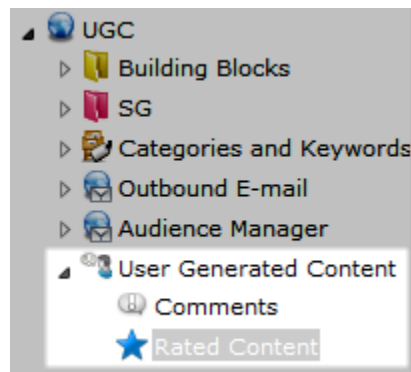 UGC
Building Blocks
SG
Categories and Keywords
Outbound E-mail
Audience Manager
User Generated Content
Comments
Rated Content